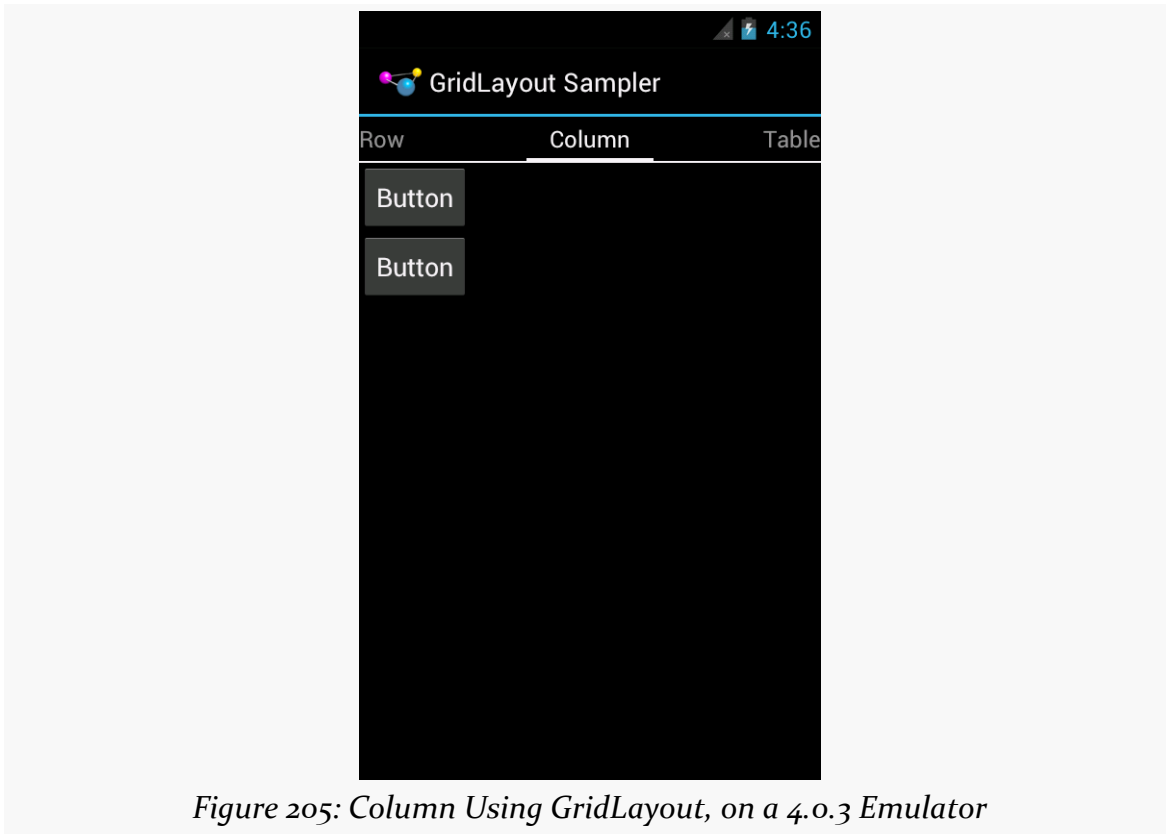 4:36
GridLayout Sampler
Row Column Table
Button
Button
Figure 205: Column Using GridLayout, on a 4.0.3 Emulator